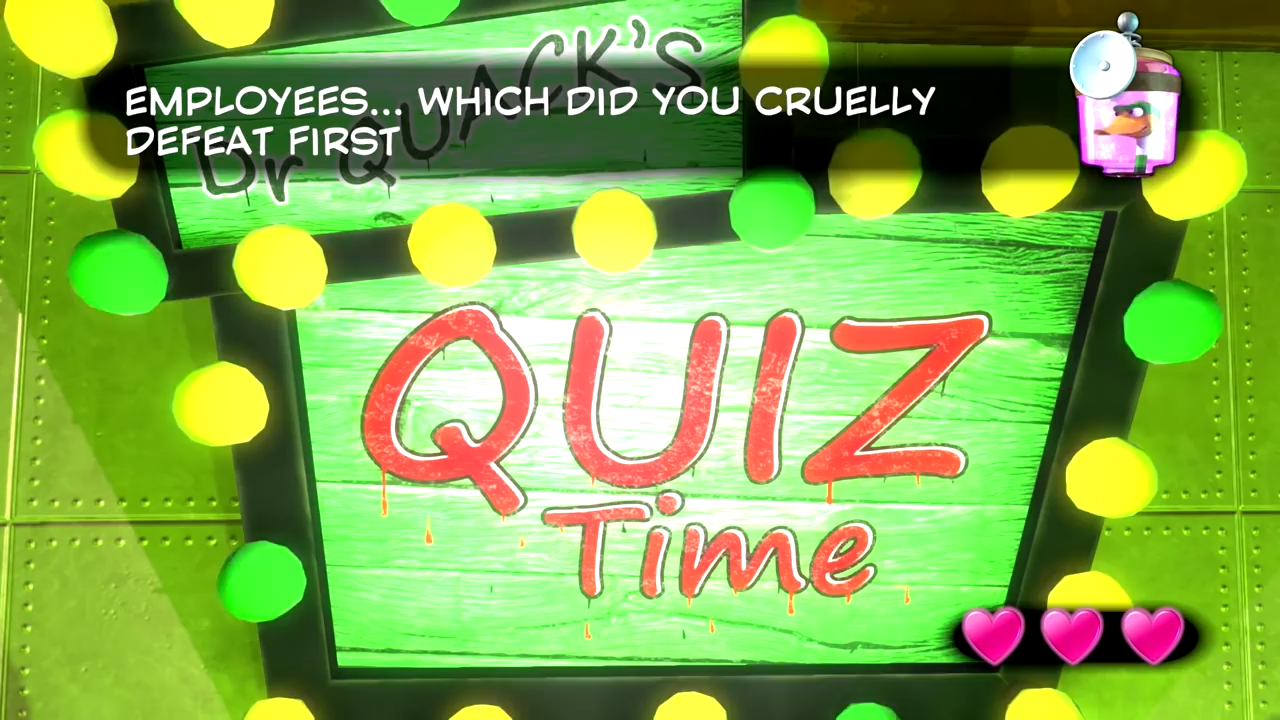 EMPLOYEES... WHICH DID YOU CRUELLY
DEFEAT FIRST
Dr QUACK'S
QUIZ
Time